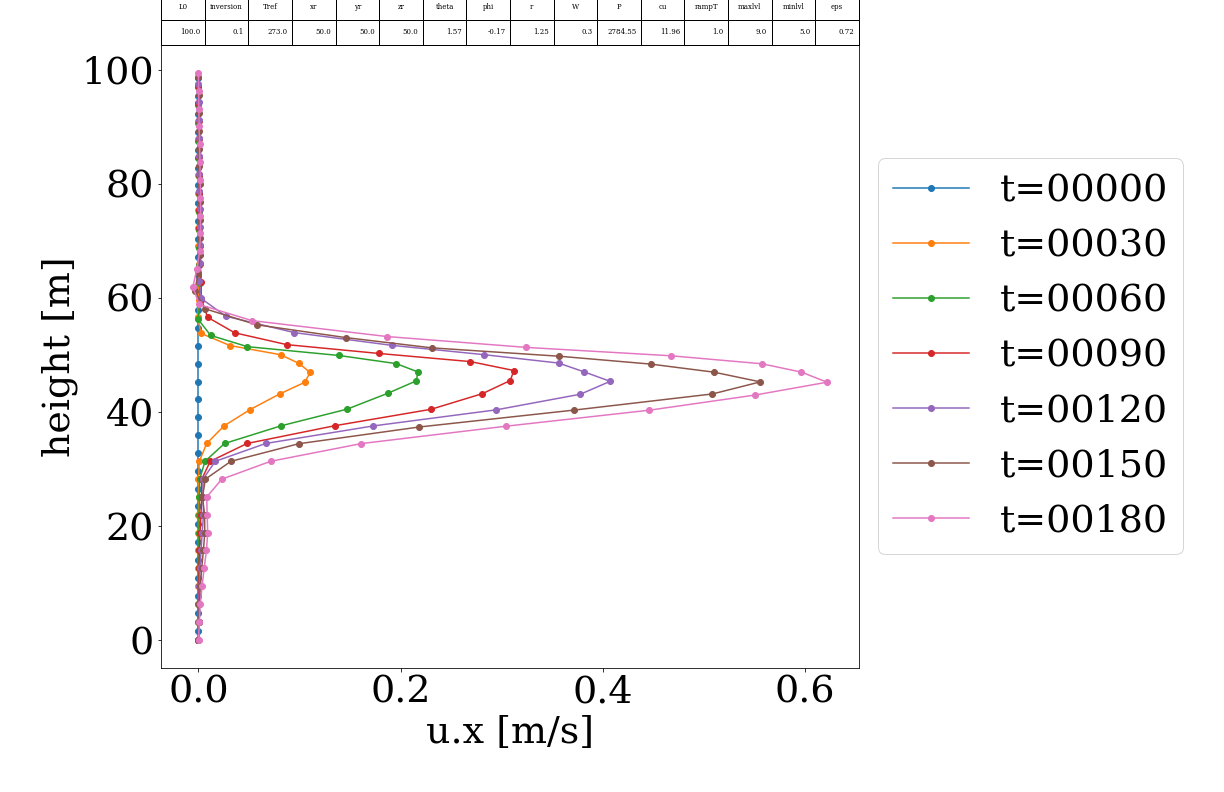 L0 inversion Tref xr yr zr theta phi r W P cu rampT maxlvl minlvl eps
100.0 0.1 273.0 50.0 50.0 50.0 1.57 -0.17 1.25 0.3 2784.55 11.96 1.0 9.0 5.0 0.72
100
80
60
40
20
0
height [m]
0.0 0.2 0.4 0.6
u.x [m/s]
t=00000
t=00030
t=00060
t=00090
t=00120
t=00150
t=00180